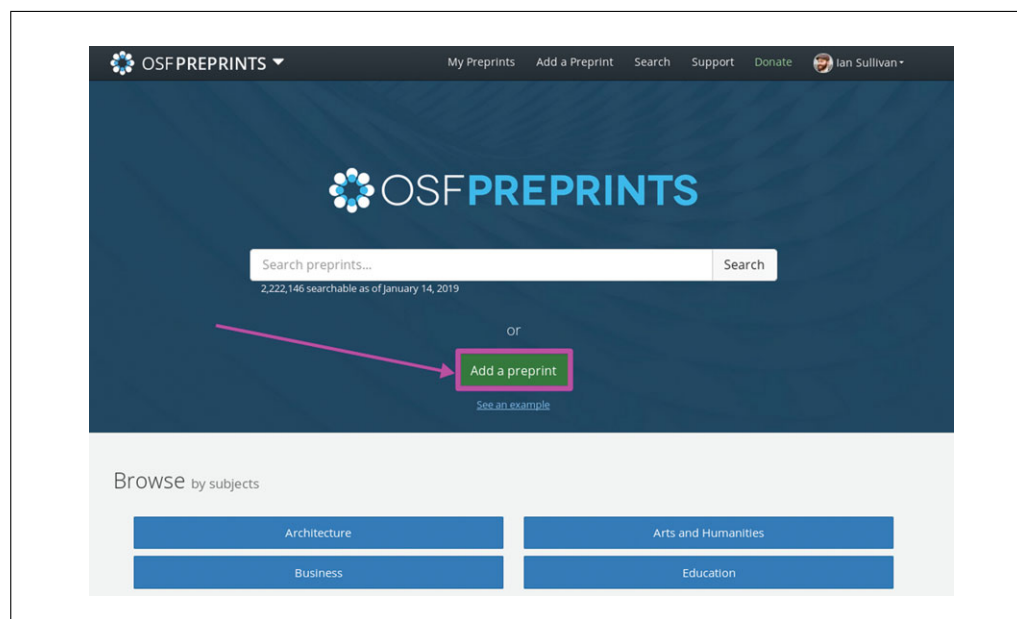 OSFPREPRINTS My Preprints Add a Preprint Search Support Donate Ian Sullivan
OSFPREPRINTS
Search preprints... Search
2,222,146 searchable as of January 14, 2019
or
Add a preprint
See an example
Browse by subjects
Architecture Arts and Humanities
Business Education